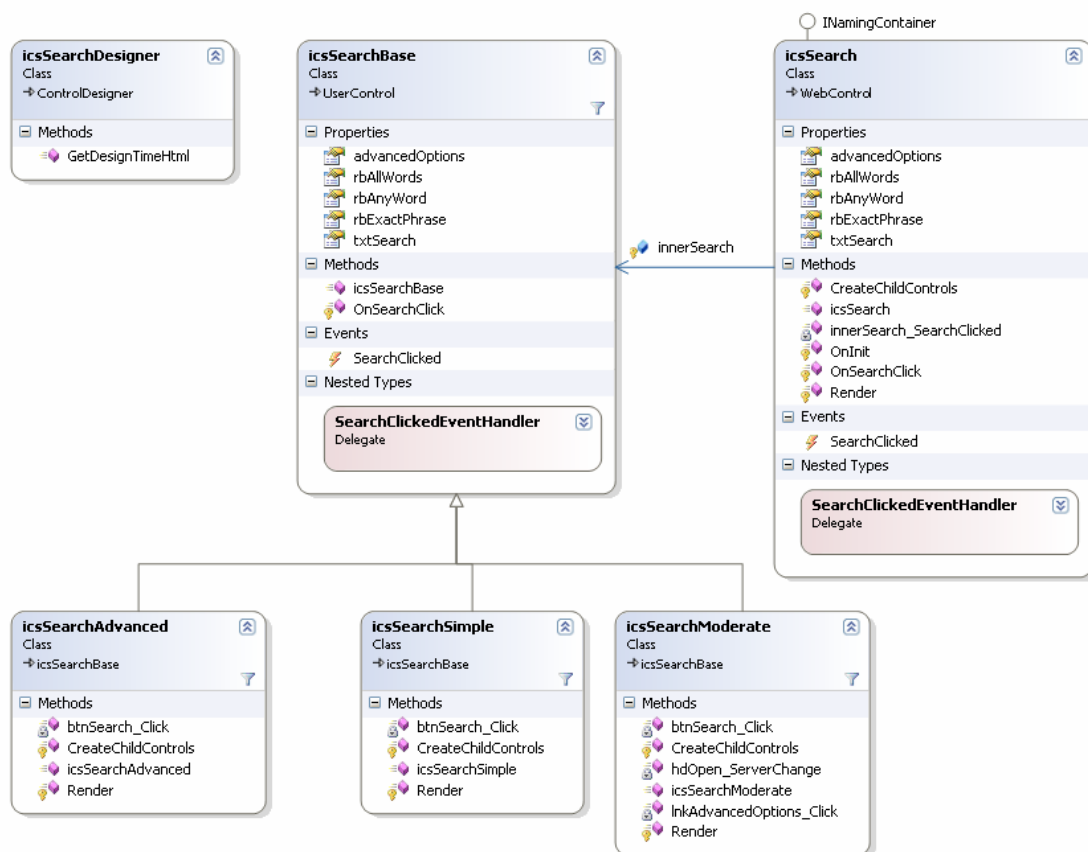 INamingContainer
icsSearchDesigner
Class
ControlDesigner
Methods
GetDesignTimeHtml
icsSearchBase
Class
UserControl
Properties
advancedOptions
rbAllWords
rbAnyWord
rbExactPhrase
txtSearch
Methods
icsSearchBase
OnSearchClick
Events
SearchClicked
Nested Types
SearchClickedEventHandler
Delegate
innerSearch
icsSearch
Class
WebControl
Properties
advancedOptions
rbAllWords
rbAnyWord
rbExactPhrase
txtSearch
Methods
CreateChildControls
icsSearch
innerSearch_SearchClicked
OnInit
OnSearchClick
Render
Events
SearchClicked
Nested Types
SearchClickedEventHandler
Delegate
icsSearchAdvanced
Class
icsSearchBase
Methods
btnSearch_Click
CreateChildControls
icsSearchAdvanced
Render
icsSearchSimple
Class
icsSearchBase
Methods
btnSearch_Click
CreateChildControls
icsSearchSimple
Render
icsSearchModerate
Class
icsSearchBase
Methods
btnSearch_Click
CreateChildControls
hdOpen_ServerChange
icsSearchModerate
lnkAdvancedOptions_Click
Render